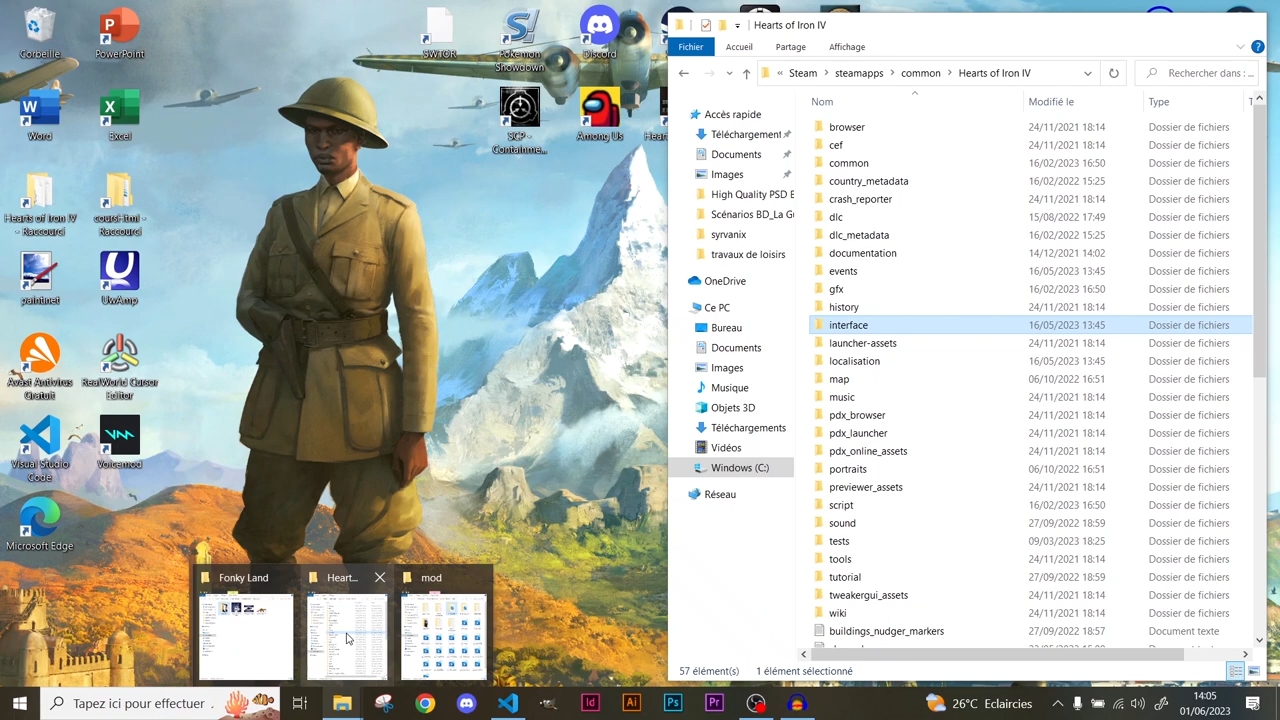 Corbeille
PowerPoint
SWTOR
Pokemon Showdown
Discord
Word
Excel
SCP - Containme...
Among Us
Hearts of Iron IV - Raccourci
Paint.net
UwAmp
Avast Antivirus Gratuit
RealWorld Cursor Editor
Visual Studio Code
Voicemod
Microsoft Edge
Hearts of Iron IV
Fichier Accueil Partage Affichage
« Steam > steamapps > common > Hearts of Iron IV
Rechercher dans : ...
Nom Modifié le Type T
Accès rapide
Téléchargement
Documents
Images
High Quality PSD E
Scénarios BD_La Gu
syrvanix
travaux de loisirs
OneDrive
Ce PC
Bureau
Documents
Images
Musique
Objets 3D
Téléchargements
Vidéos
Windows (C:)
Réseau
browser 24/11/2021 18:14 Dossier de fichiers
cef 24/11/2021 18:14 Dossier de fichiers
common 16/02/2023 16:50 Dossier de fichiers
country_metadata 16/02/2022 15:25 Dossier de fichiers
crash_reporter 24/11/2021 18:14 Dossier de fichiers
dlc 15/08/2022 17:49 Dossier de fichiers
dlc_metadata 16/02/2022 15:25 Dossier de fichiers
documentation 14/12/2021 14:02 Dossier de fichiers
events 16/05/2023 13:45 Dossier de fichiers
gfx 16/02/2023 16:50 Dossier de fichiers
history 24/11/2021 18:14 Dossier de fichiers
interface 16/05/2023 13:45 Dossier de fichiers
launcher-assets 24/11/2021 18:14 Dossier de fichiers
localisation 16/05/2023 13:45 Dossier de fichiers
map 06/10/2022 16:51 Dossier de fichiers
music 24/11/2021 18:14 Dossier de fichiers
pdx_browser 24/11/2021 18:14 Dossier de fichiers
pdx_launcher 24/11/2021 18:14 Dossier de fichiers
pdx_online_assets 24/11/2021 18:14 Dossier de fichiers
portraits 06/10/2022 16:51 Dossier de fichiers
previewer_assets 24/11/2021 18:14 Dossier de fichiers
script 16/02/2023 16:50 Dossier de fichiers
sound 27/09/2022 18:59 Dossier de fichiers
tests 09/03/2023 18:25 Dossier de fichiers
tools 24/11/2021 18:14 Dossier de fichiers
tutorial 27/09/2022 18:59 Dossier de fichiers
24/11/2021 18:14 Dossier de fichiers
24/11/2021 18:14 Dossier de fichiers
57 élément(s) 1 élément sélectionné
Fonky Land
Heart...
mod
Taper ici pour effectuer
26°C Eclaircies
14:05
01/06/2023